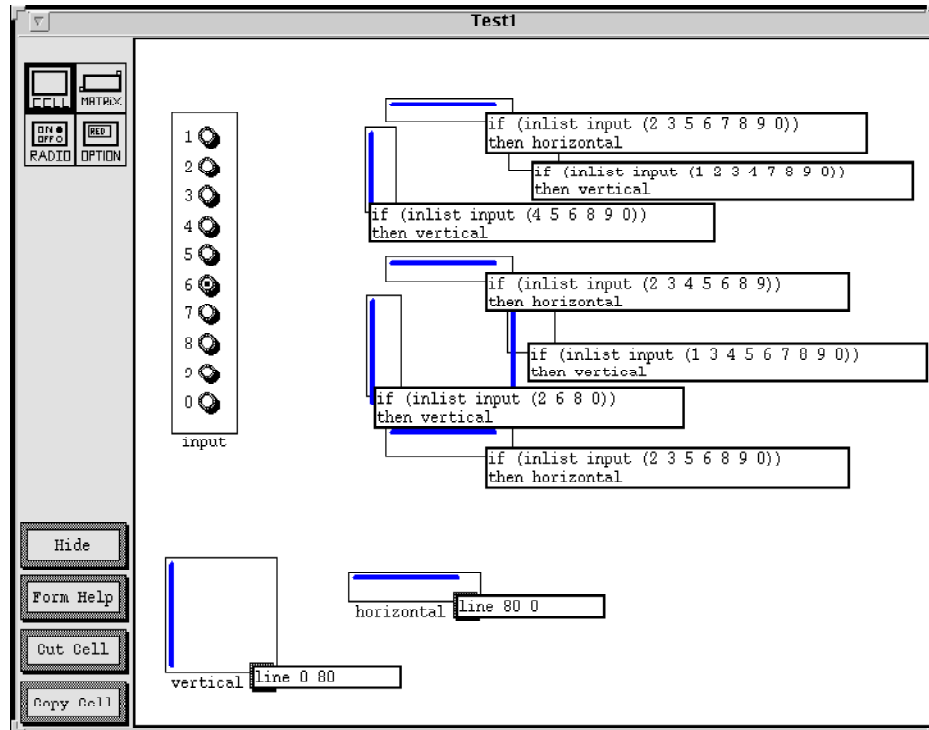 Test1
CELL
MATRIX
ON
OFF
RED
RADIO
OPTION
1
2
3
4
5
6
7
8
9
0
input
if (inlist input (2 3 5 6 7 8 9 0))
then horizontal
if (inlist input (1 2 3 4 7 8 9 0))
then vertical
if (inlist input (4 5 6 8 9 0))
then vertical
if (inlist input (2 3 4 5 6 8 9))
then horizontal
if (inlist input (1 3 4 5 6 7 8 9 0))
then vertical
if (inlist input (2 6 8 0))
then vertical
if (inlist input (2 3 5 6 8 9 0))
then horizontal
Hide
Form Help
Cut Cell
Copy Cell
vertical
line 0 80
horizontal
line 80 0